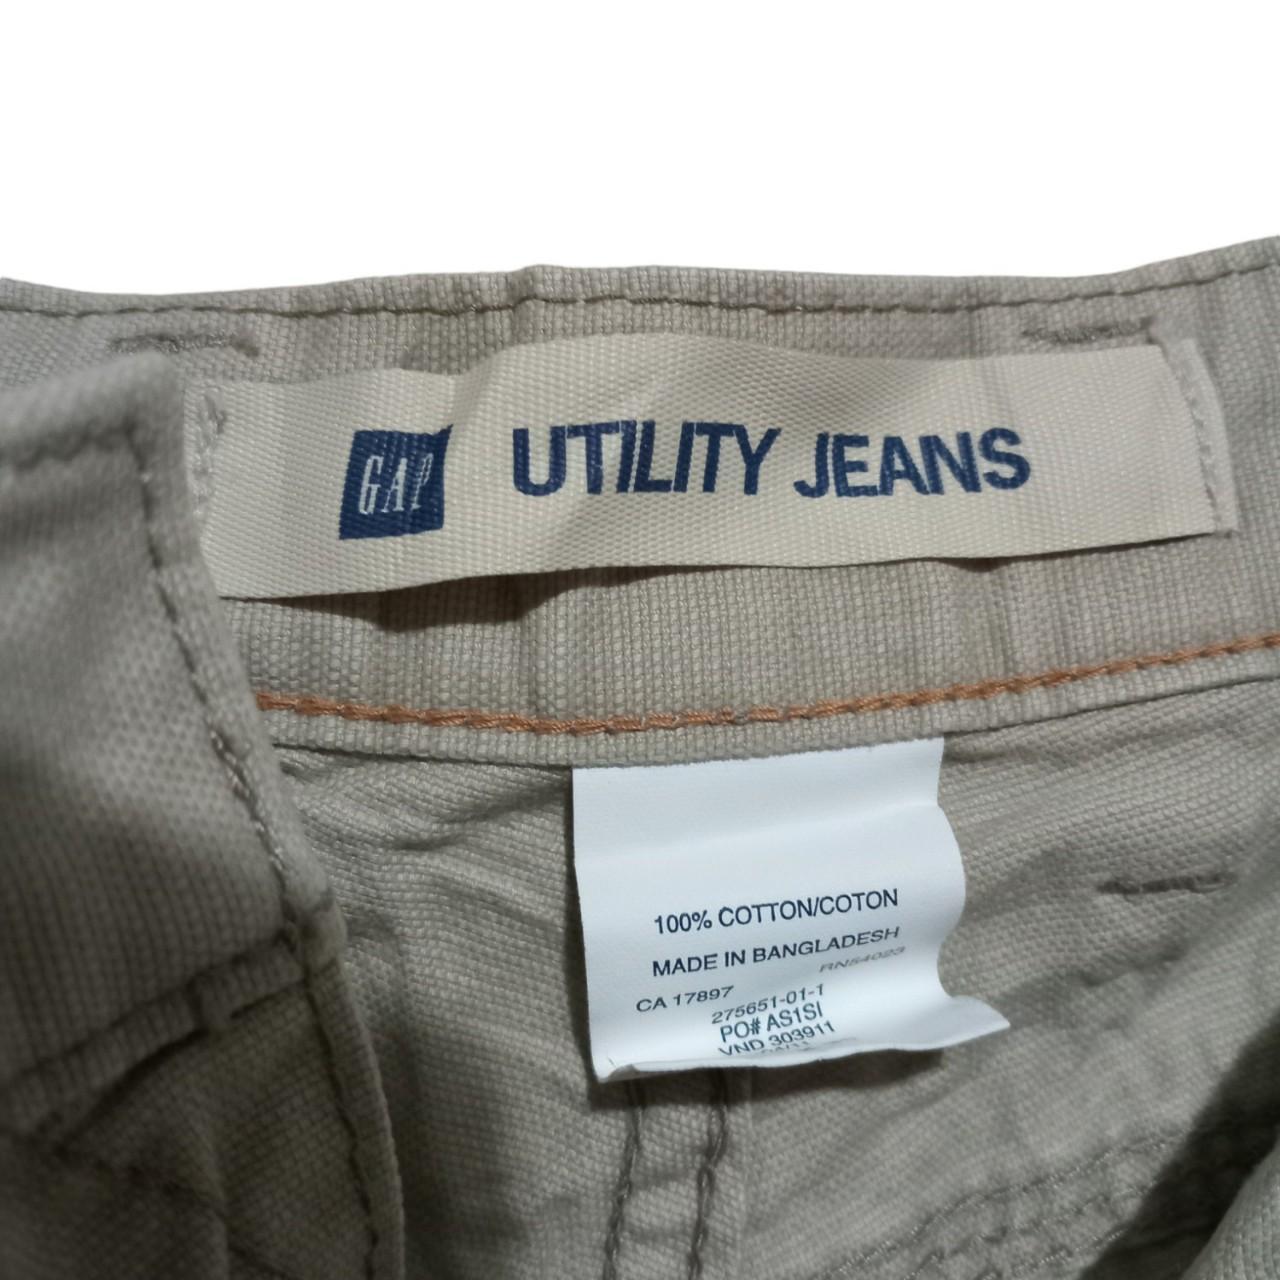 GAP UTILITY JEANS
100% COTTON/COTON
MADE IN BANGLADESH
RN54023
CA 17897
275651-01-1
PO# AS1SI
VND 303911